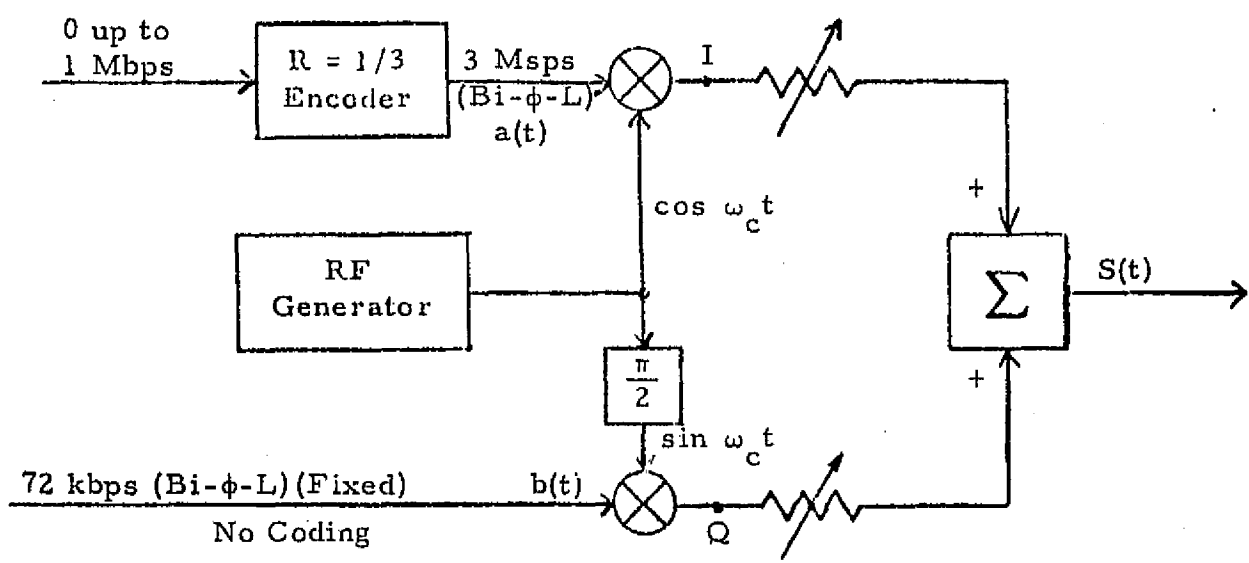 0 up to
1 Mbps
R = 1/3
Encoder
3 Msps
(Bi-ϕ-L)
a(t)
I
+
cos ω_c t
RF
Generator
Σ
S(t)
π
2
+
sin ω_c t
72 kbps (Bi-ϕ-L) (Fixed)
b(t)
No Coding
Q